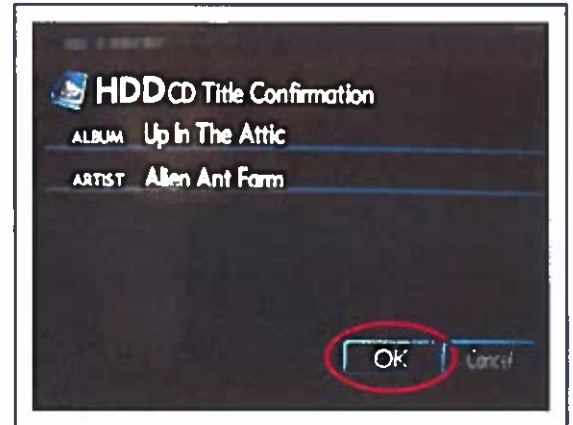 HDD CD Title Confirmation
ALBUM Up In The Attic
ARTIST Alien Ant Farm
OK Cancel